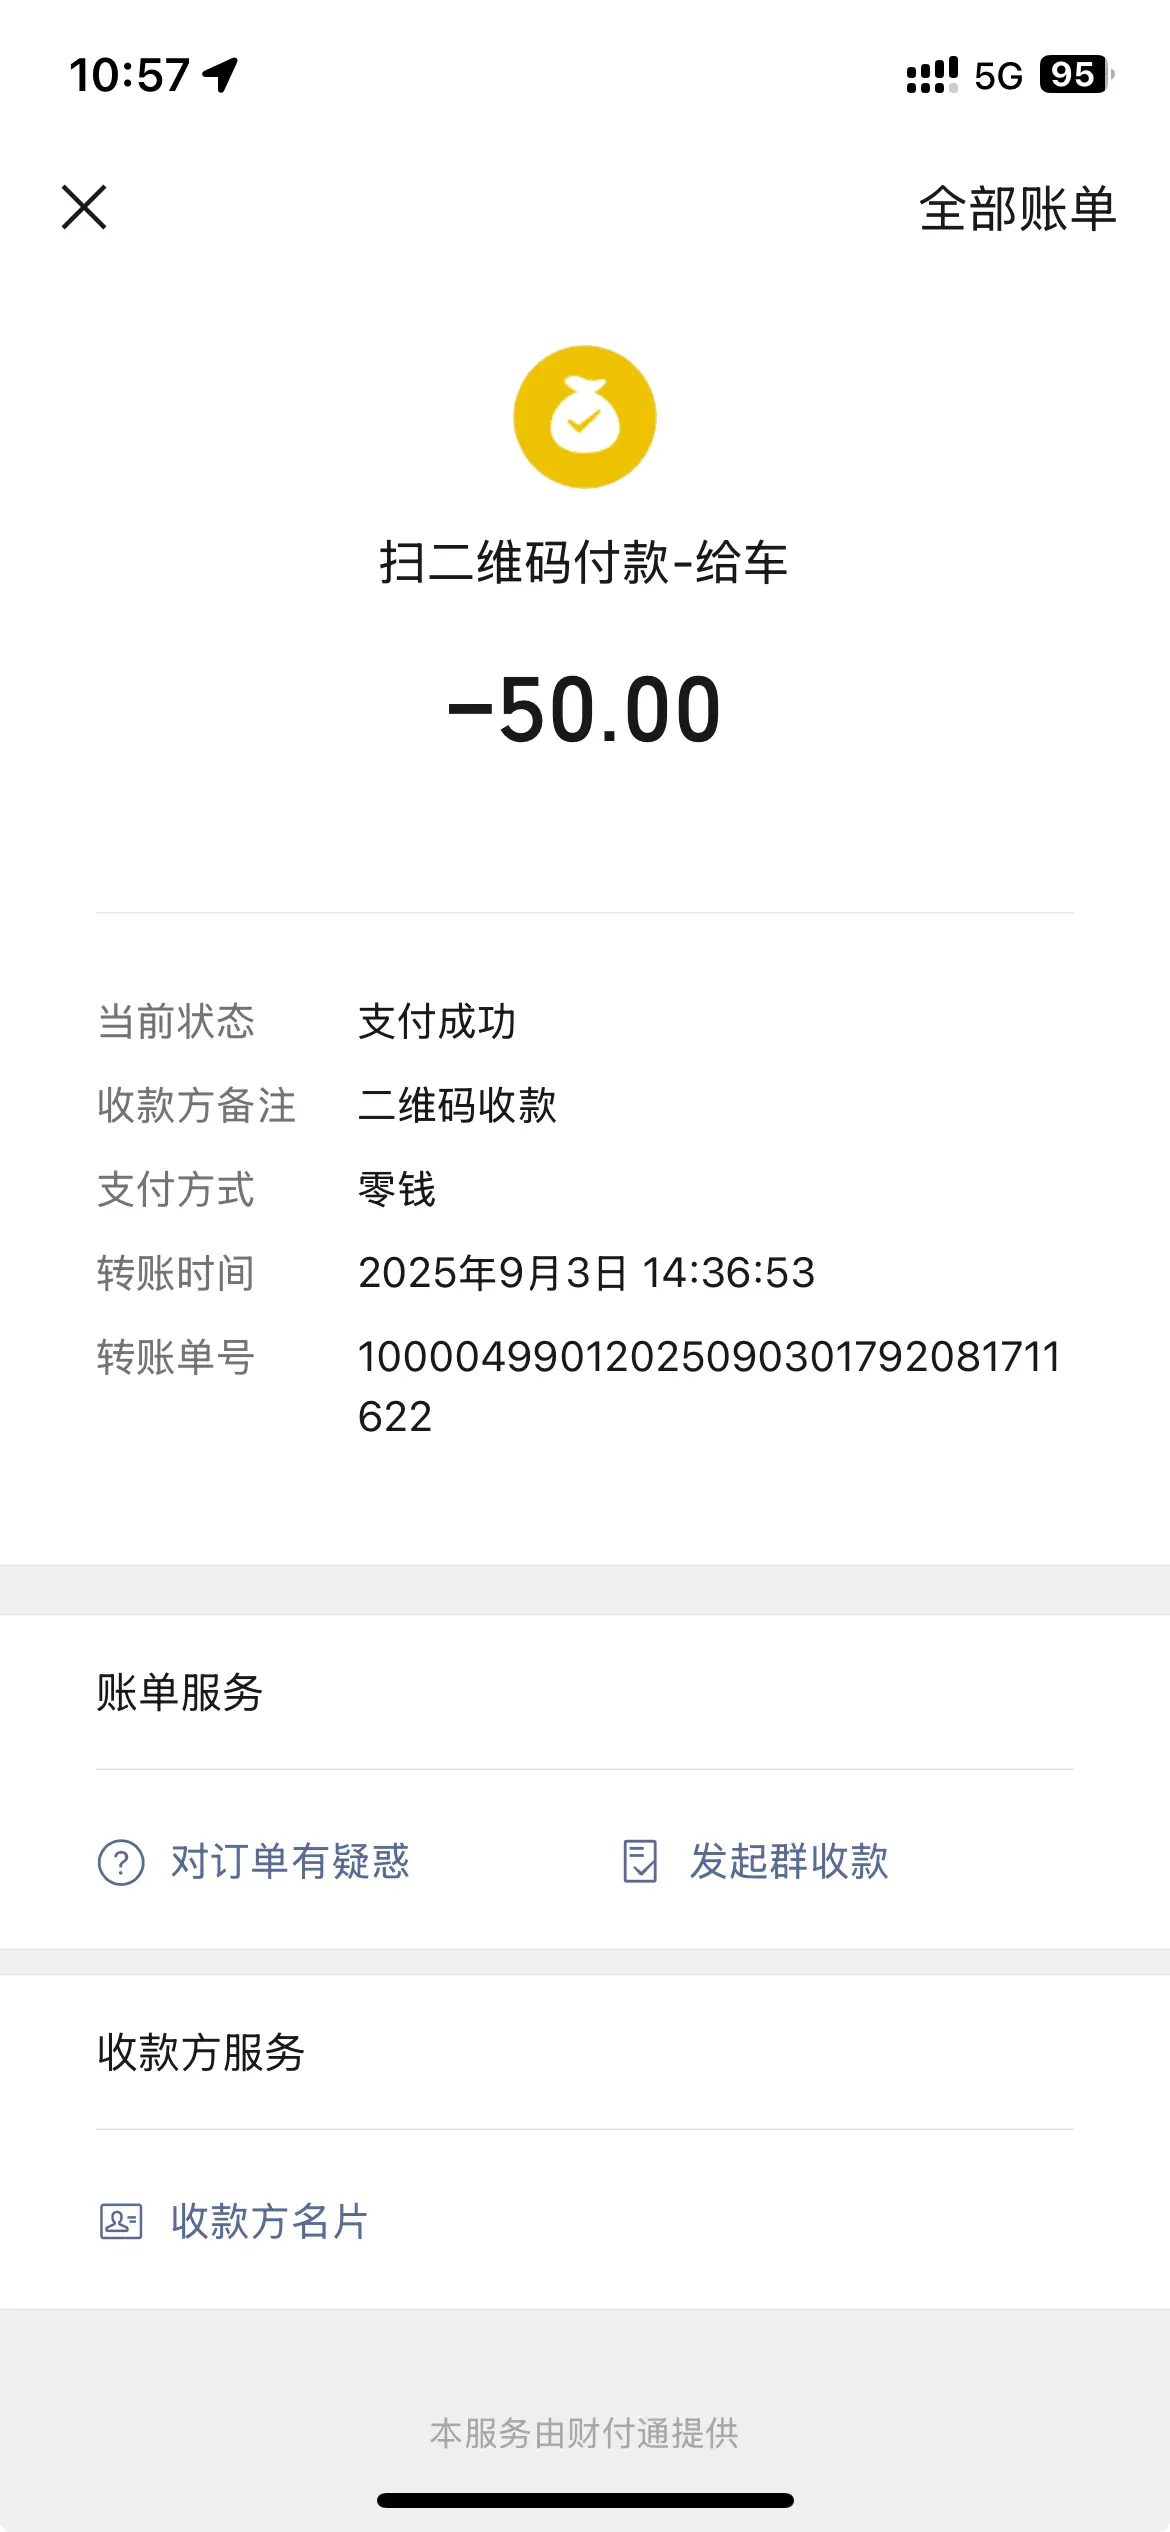 10:57
5G 95
全部账单
扫二维码付款-给车
-50.00
当前状态 支付成功
收款方备注 二维码收款
支付方式 零钱
转账时间 2025年9月3日 14:36:53
转账单号 1000049901202509030179208​1711
622
账单服务
对订单有疑惑 发起群收款
收款方服务
收款方名片
本服务由财付通提供